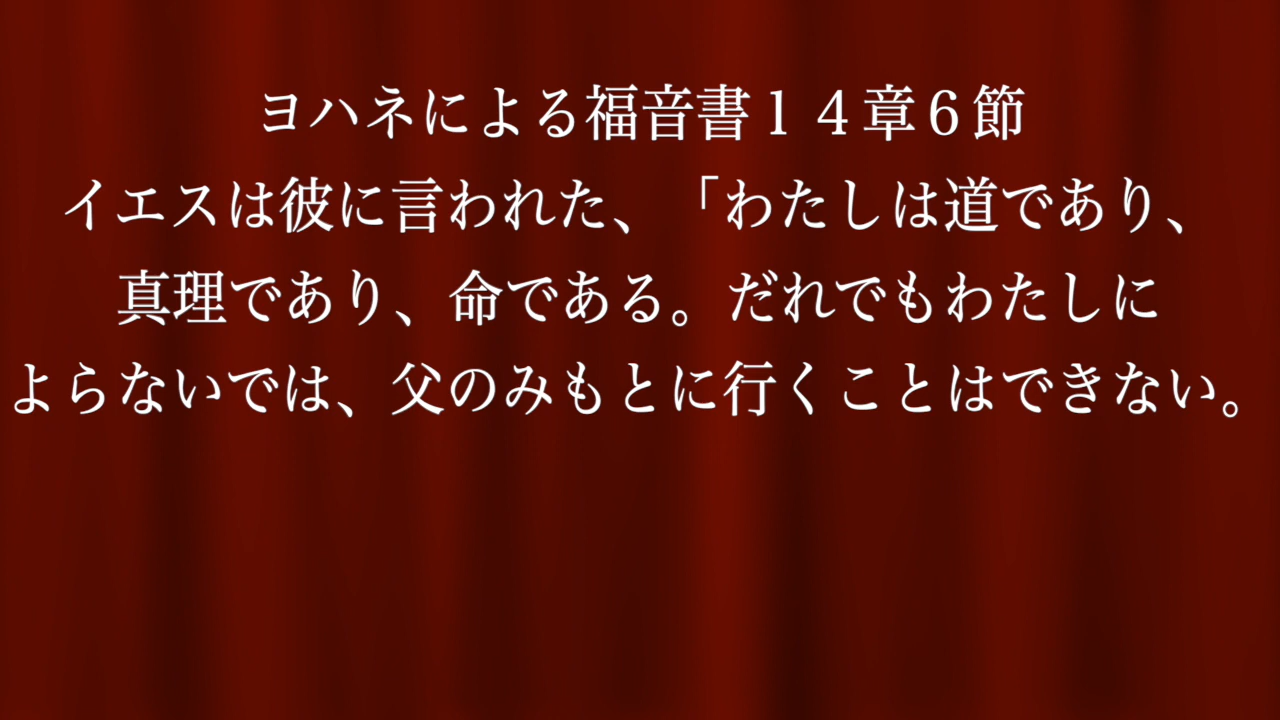 ヨハネによる福音書１４章６節
イエスは彼に言われた、「わたしは道であり、
真理であり、命である。だれでもわたしに
よらないでは、父のみもとに行くことはできない。